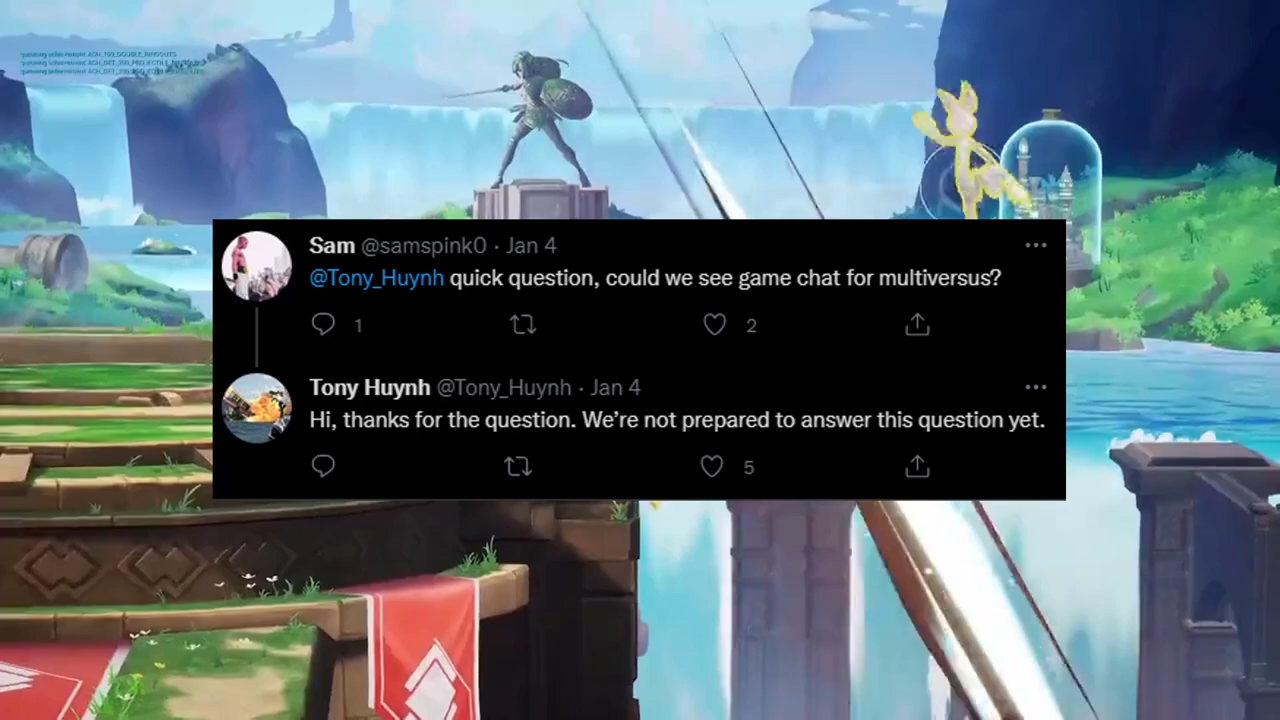 Sam @samspink0 · Jan 4
@Tony_Huynh quick question, could we see game chat for multiversus?
1 2
Tony Huynh @Tony_Huynh · Jan 4
Hi, thanks for the question. We’re not prepared to answer this question yet.
5